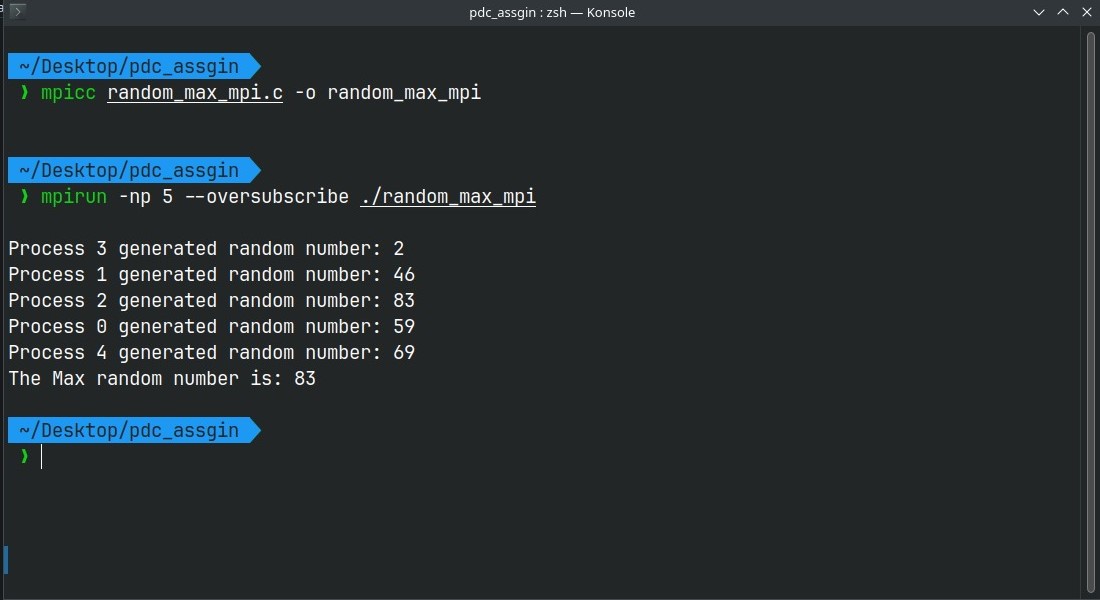 pdc_assgin : zsh — Konsole
~/Desktop/pdc_assgin
❯ mpicc random_max_mpi.c -o random_max_mpi
~/Desktop/pdc_assgin
❯ mpirun -np 5 --oversubscribe ./random_max_mpi
Process 3 generated random number: 2
Process 1 generated random number: 46
Process 2 generated random number: 83
Process 0 generated random number: 59
Process 4 generated random number: 69
The Max random number is: 83
~/Desktop/pdc_assgin
❯